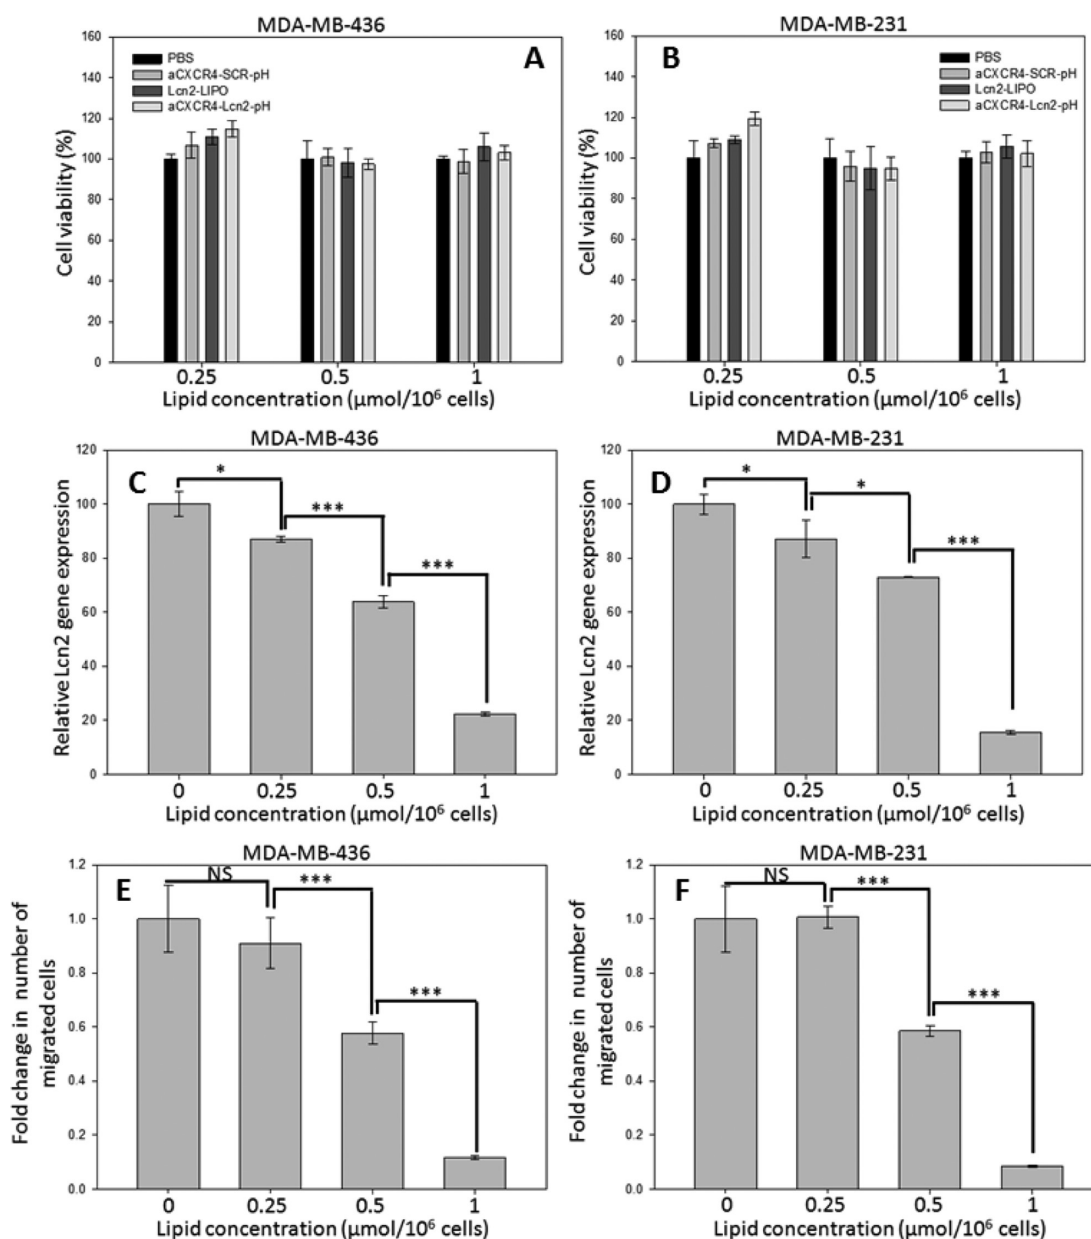 MDA-MB-436
A
PBS
aCXCR4-SCR-pH
Lcn2-LIPO
aCXCR4-Lcn2-pH
Cell viability (%)
160
140
120
100
80
60
40
20
0
0.25 0.5 1
Lipid concentration (µmol/10⁶ cells)
MDA-MB-231
B
PBS
aCXCR4-SCR-pH
Lcn2-LIPO
aCXCR4-Lcn2-pH
Cell viability (%)
160
140
120
100
80
60
40
20
0
0.25 0.5 1
Lipid concentration (µmol/10⁶ cells)
MDA-MB-436
C
* *** ***
Relative Lcn2 gene expression
120
100
80
60
40
20
0
0 0.25 0.5 1
Lipid concentration (µmol/10⁶ cells)
MDA-MB-231
D
* * ***
Relative Lcn2 gene expression
120
100
80
60
40
20
0
0 0.25 0.5 1
Lipid concentration (µmol/10⁶ cells)
MDA-MB-436
E
NS *** ***
Fold change in number of
migrated cells
1.2
1.0
0.8
0.6
0.4
0.2
0.0
0 0.25 0.5 1
Lipid concentration (µmol/10⁶ cells)
MDA-MB-231
F
NS *** ***
Fold change in number of
migrated cells
1.2
1.0
0.8
0.6
0.4
0.2
0.0
0 0.25 0.5 1
Lipid concentration (µmol/10⁶ cells)